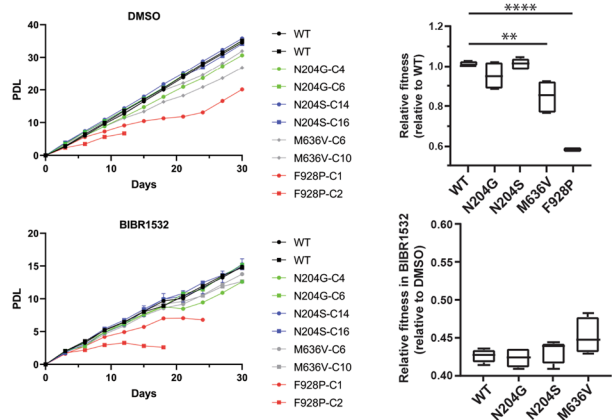 DMSO
PDL
40
30
20
10
0
0
10
20
30
Days
WT
WT
N204G-C4
N204G-C6
N204S-C14
N204S-C16
M636V-C6
M636V-C10
F928P-C1
F928P-C2
****
**
Relative fitness
(relative to WT)
1.4
1.2
1.0
0.8
0.6
WT
N204G
N204S
M636V
F928P
BIBR1532
PDL
20
15
10
5
0
0
10
20
30
Days
WT
WT
N204G-C4
N204G-C6
N204S-C14
N204S-C16
M636V-C6
M636V-C10
F928P-C1
F928P-C2
Relative fitness in BIBR1532
(relative to DMSO)
0.60
0.55
0.50
0.45
0.40
WT
N204G
N204S
M636V